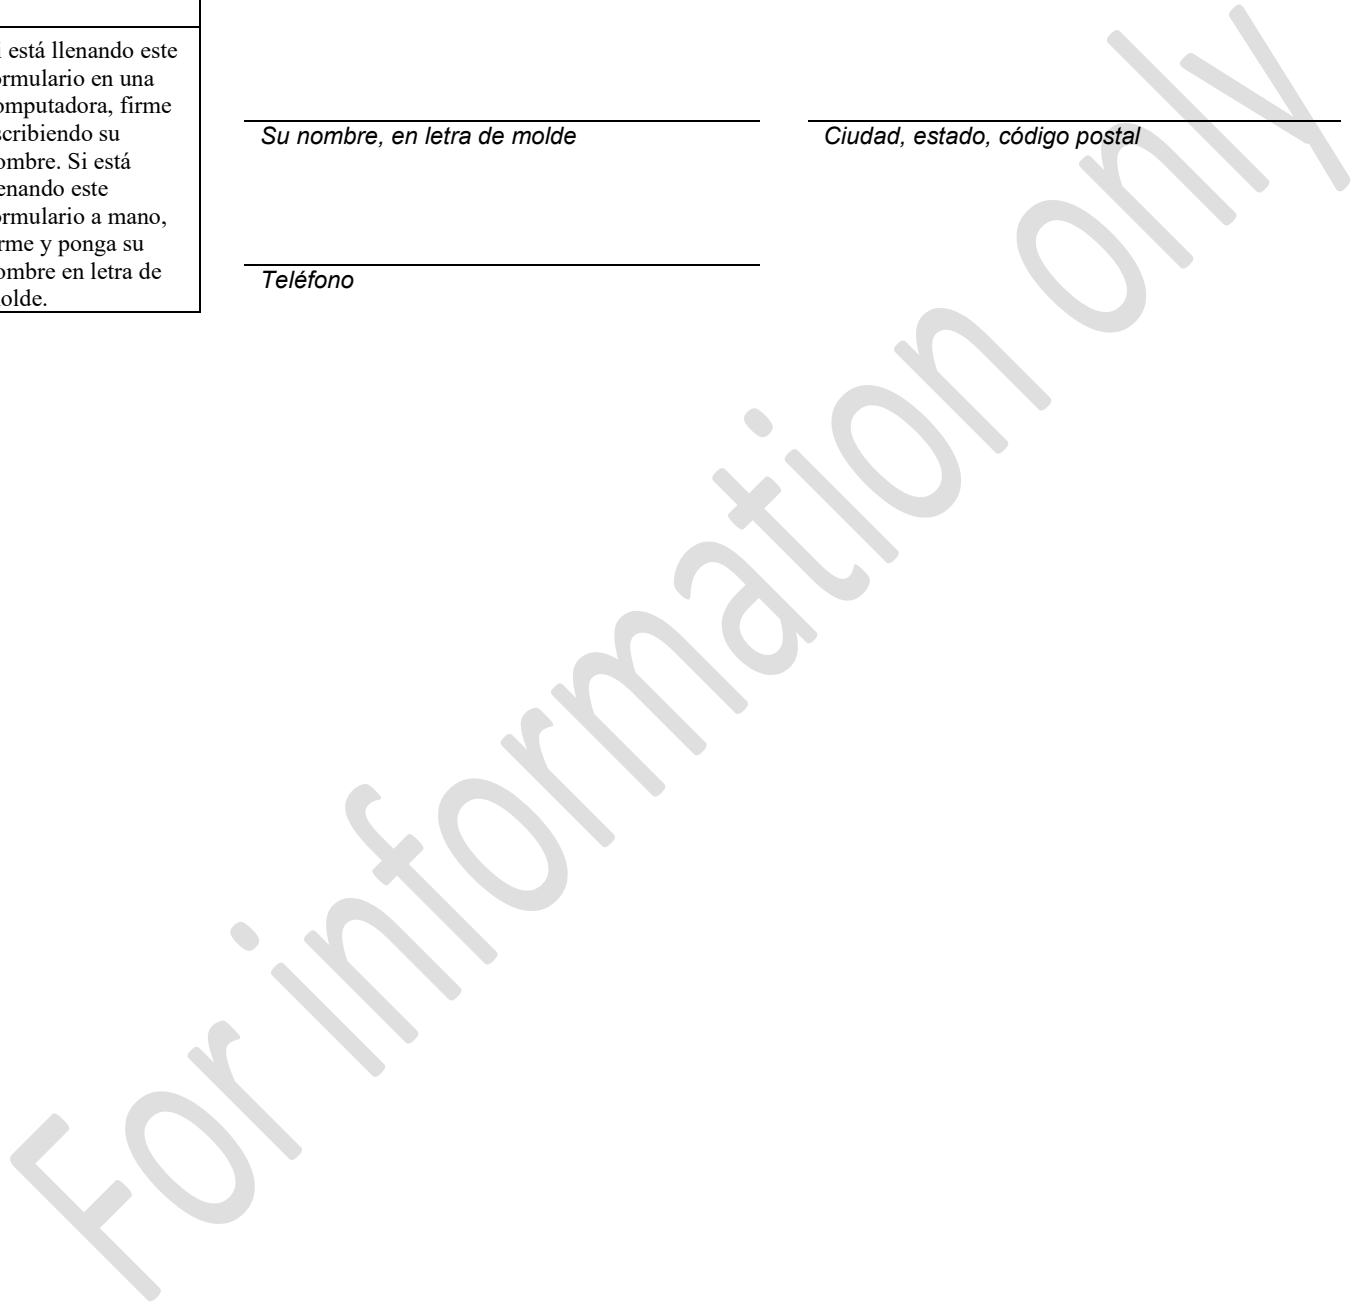 i está llenando este
ormulario en una
omputadora, firme
scribiendo su
ombre. Si está
enando este
ormulario a mano,
rme y ponga su
ombre en letra de
olde.
Su nombre, en letra de molde
Ciudad, estado, código postal
Teléfono
For information only